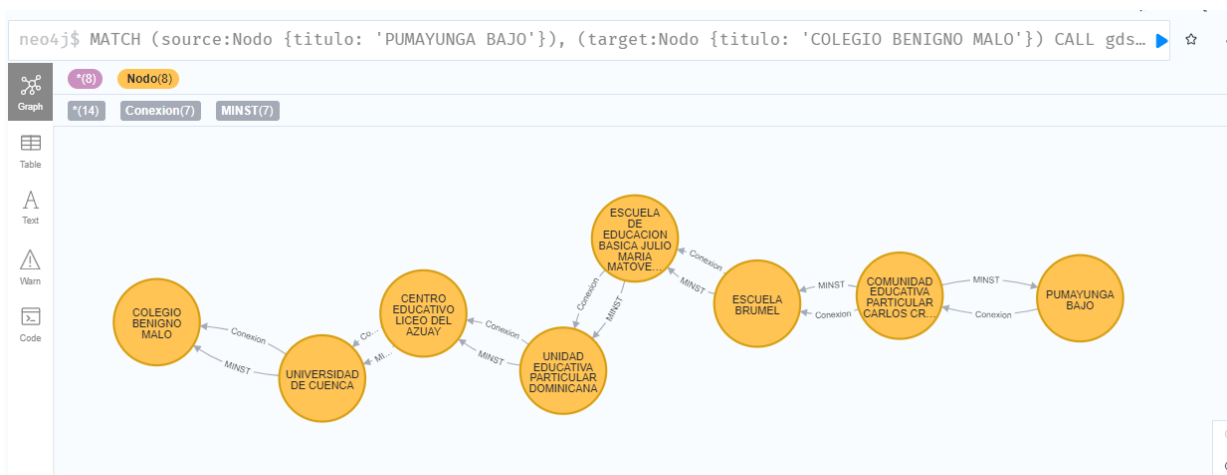 neo4j$ MATCH (source:Nodo {titulo: 'PUMAYUNGA BAJO'}), (target:Nodo {titulo: 'COLEGIO BENIGNO MALO'}) CALL gds…
*(8) Nodo(8)
*(14) Conexion(7) MINST(7)
Graph
Table
Text
Warn
Code
COLEGIO
BENIGNO
MALO
Conexion
MINST
UNIVERSIDAD
DE CUENCA
Co...
MI...
CENTRO
EDUCATIVO
LICEO DEL
AZUAY
Conexion
MINST
UNIDAD
EDUCATIVA
PARTICULAR
DOMINICANA
Conexion
MINST
ESCUELA
DE
EDUCACION
BASICA JULIO
MARIA
MATOVE...
Conexion
MINST
ESCUELA
BRUMEL
MINST
Conexion
COMUNIDAD
EDUCATIVA
PARTICULAR
CARLOS CR...
MINST
Conexion
PUMAYUNGA
BAJO